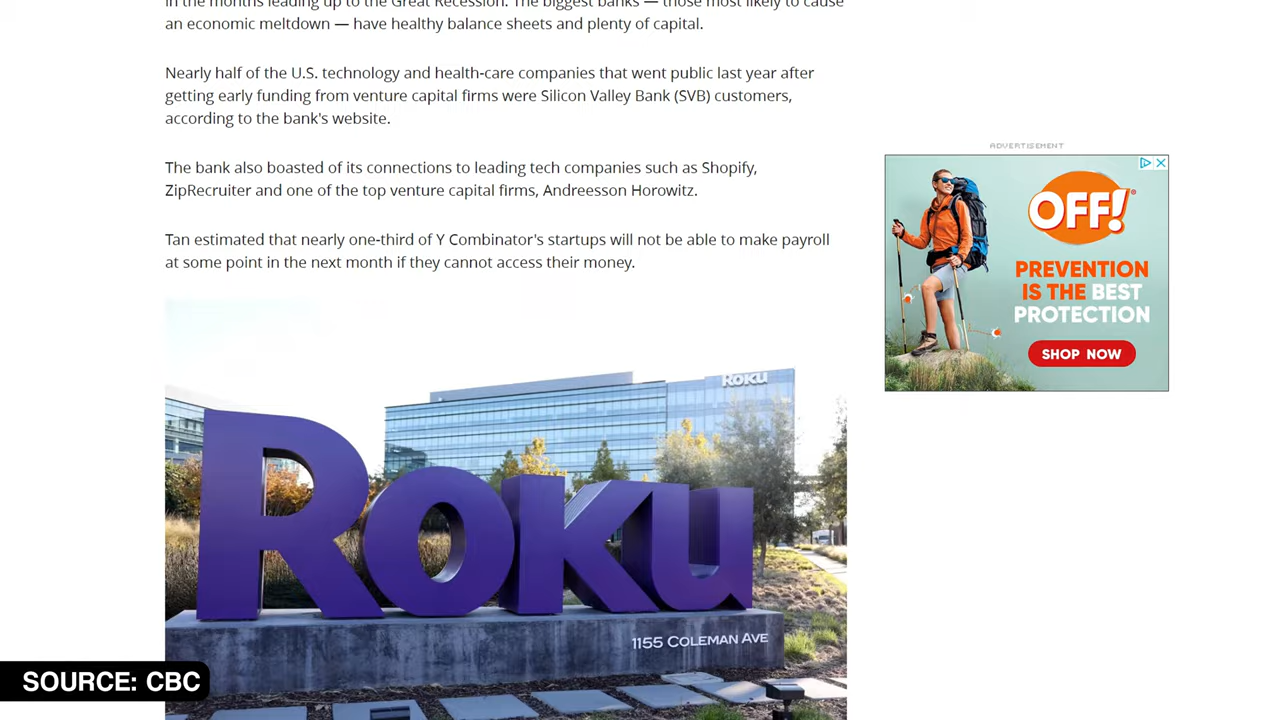 in the months leading up to the Great Recession. The biggest banks — those most likely to cause
an economic meltdown — have healthy balance sheets and plenty of capital.
Nearly half of the U.S. technology and health-care companies that went public last year after
getting early funding from venture capital firms were Silicon Valley Bank (SVB) customers,
according to the bank's website.
The bank also boasted of its connections to leading tech companies such as Shopify,
ZipRecruiter and one of the top venture capital firms, Andreesson Horowitz.
Tan estimated that nearly one-third of Y Combinator's startups will not be able to make payroll
at some point in the next month if they cannot access their money.
ADVERTISEMENT
OFF!®
PREVENTION
IS THE BEST
PROTECTION
SHOP NOW
ROKU
ROKU
1155 COLEMAN AVE
SOURCE: CBC